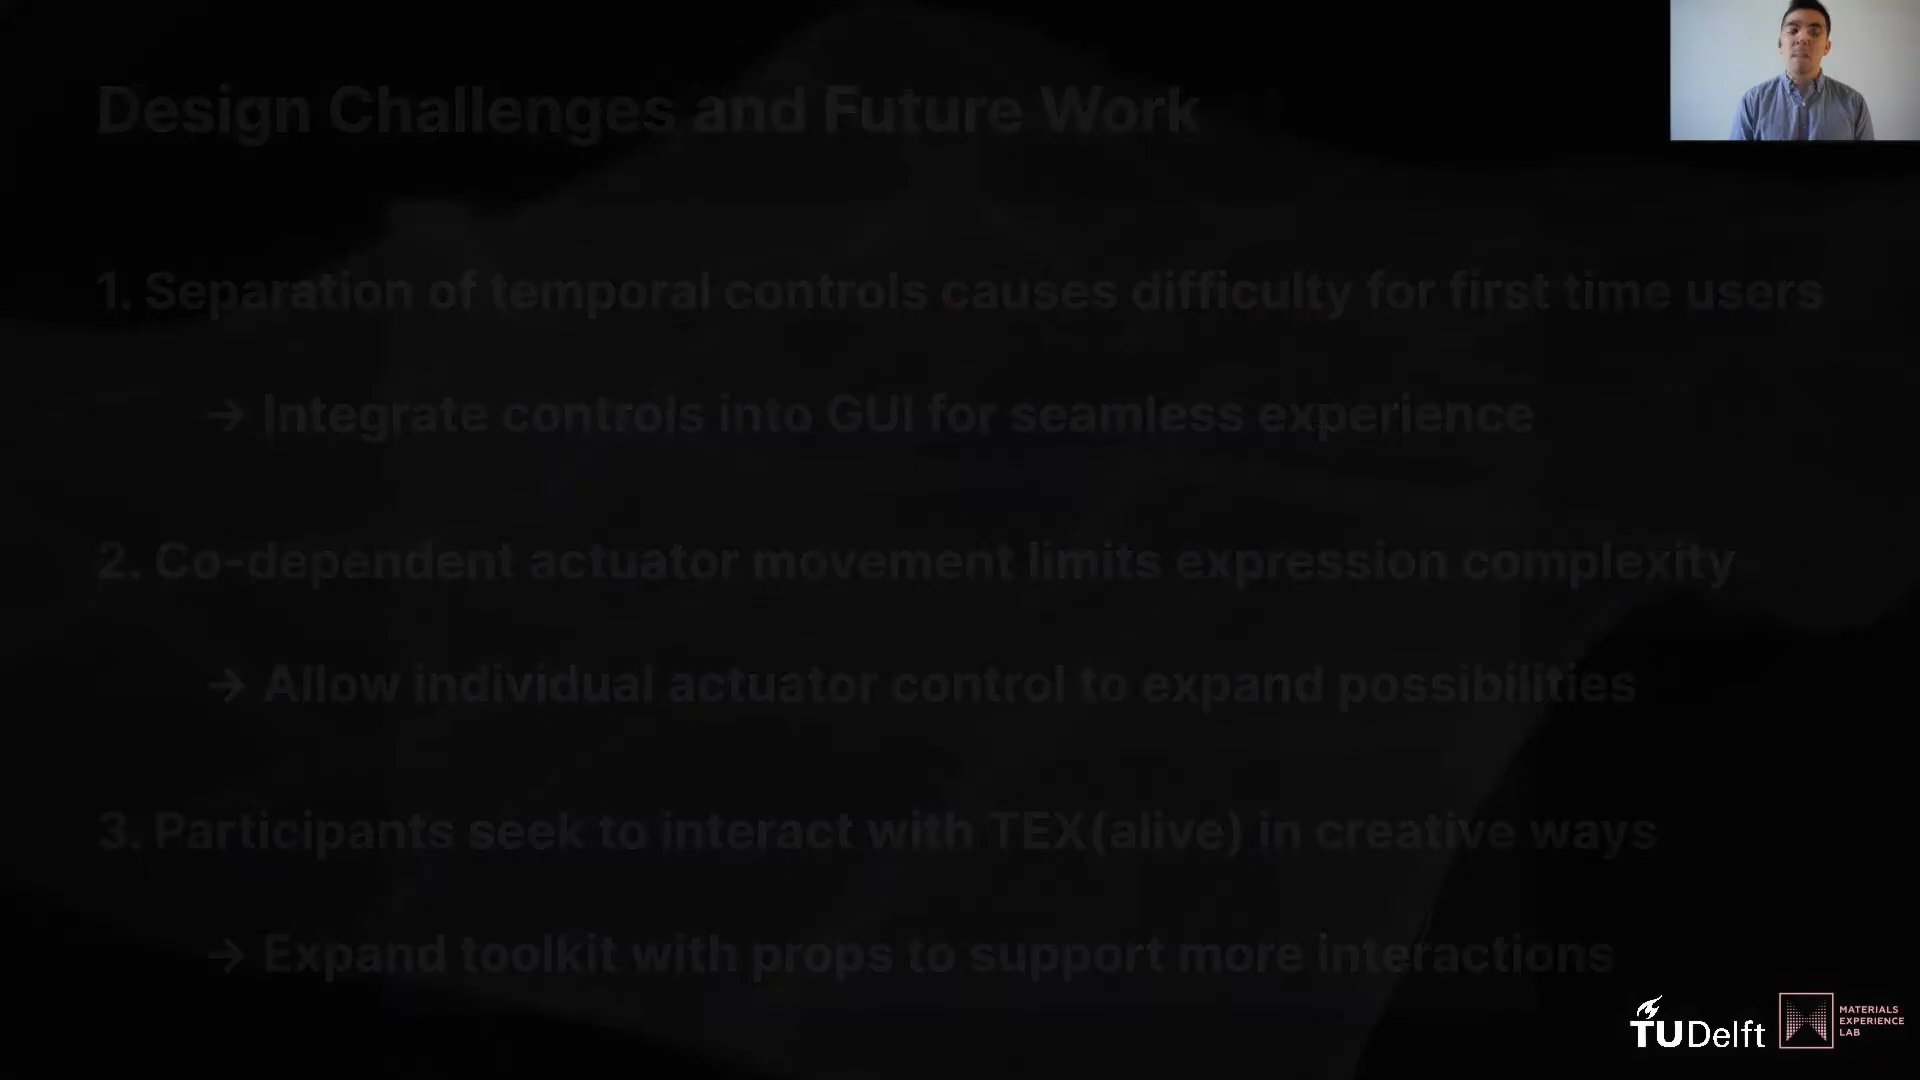 Design Challenges and Future Work
1. Separation of temporal controls causes difficulty for first time users
→ Integrate controls into GUI for seamless experience
2. Co-dependent actuator movement limits expression complexity
→ Allow individual actuator control to expand possibilities
3. Participants seek to interact with TEX(alive) in creative ways
→ Expand toolkit with props to support more interactions
TUDelft
MATERIALS
EXPERIENCE
LAB